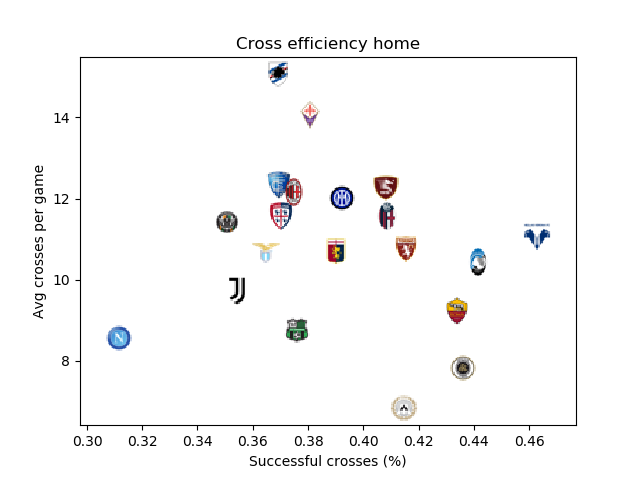 Cross efficiency home
Avg crosses per game
14
12
10
8
0.30 0.32 0.34 0.36 0.38 0.40 0.42 0.44 0.46
Successful crosses (%)
N